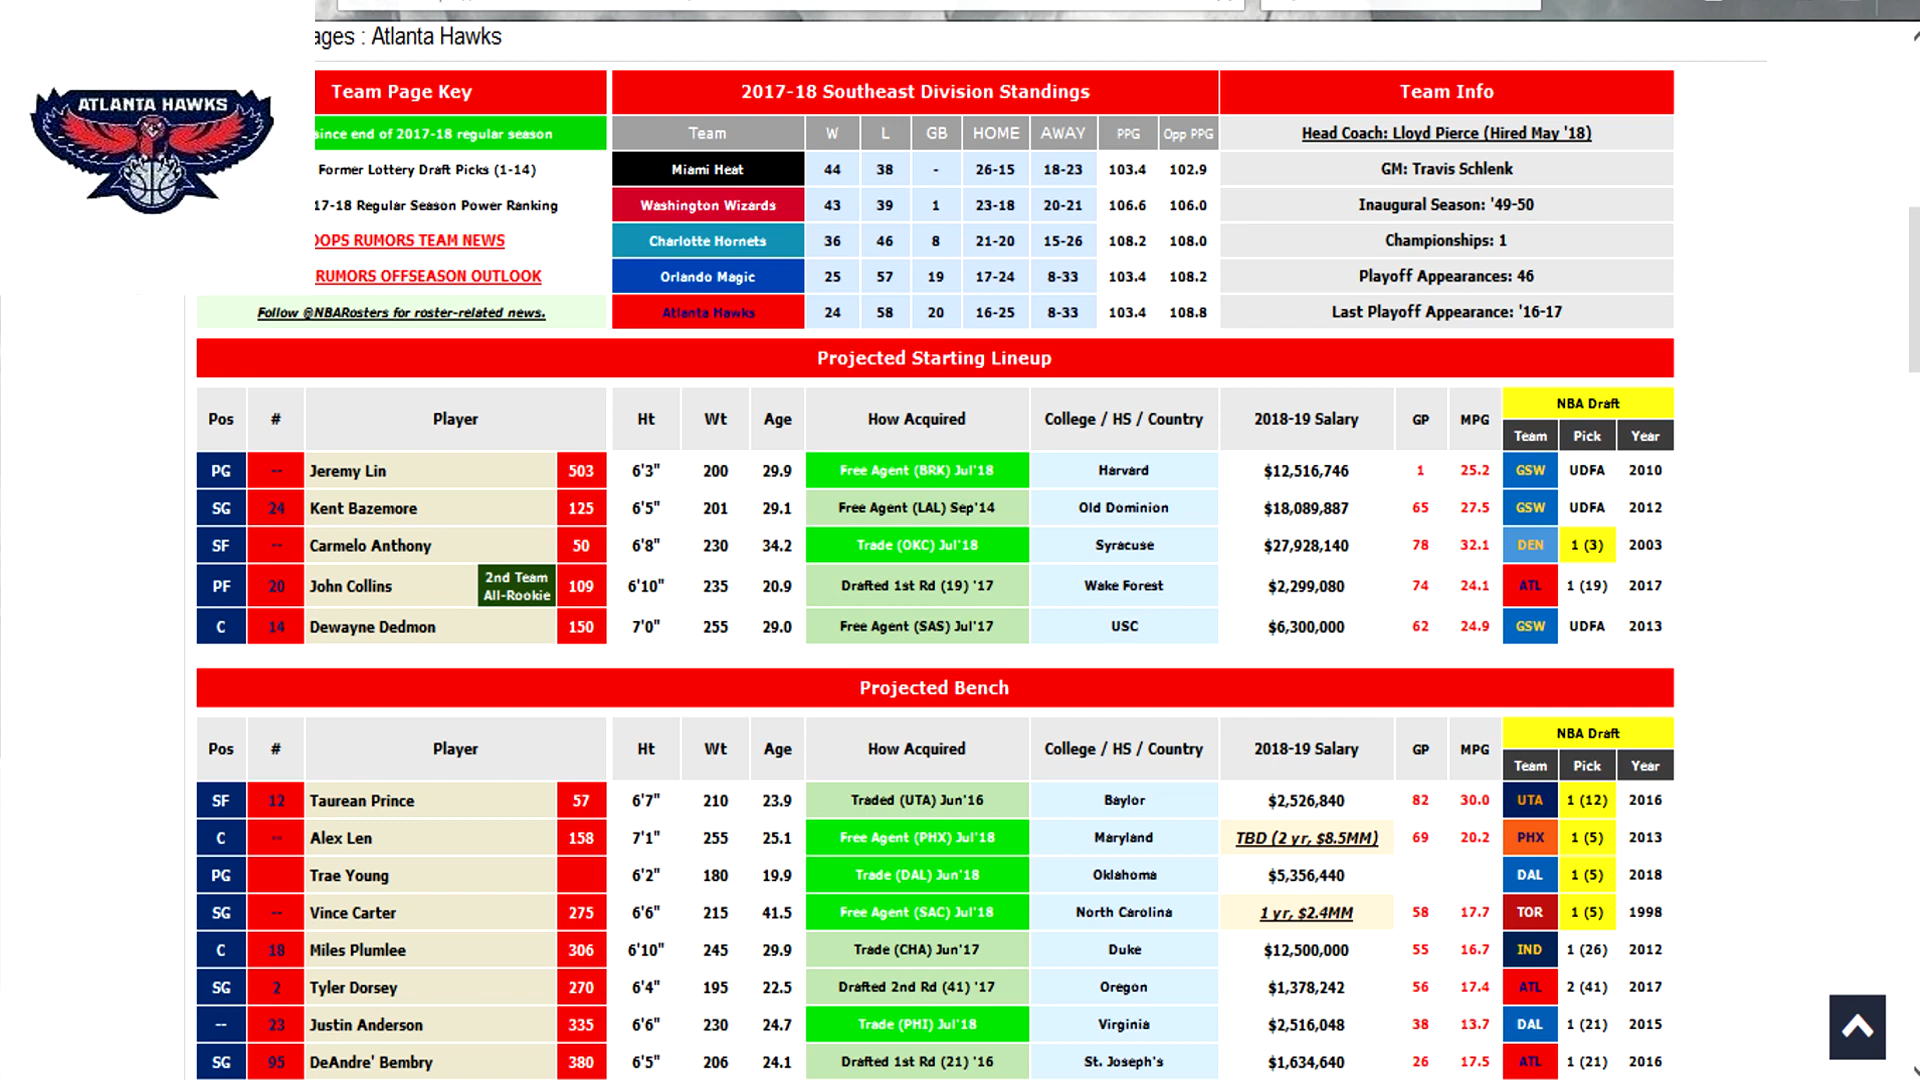 ages : Atlanta Hawks
ATLANTA HAWKS
Team Page Key
since end of 2017-18 regular season
Former Lottery Draft Picks (1-14)
17-18 Regular Season Power Ranking
OOPS RUMORS TEAM NEWS
RUMORS OFFSEASON OUTLOOK
Follow @NBARosters for roster-related news.
2017-18 Southeast Division Standings
Team W L GB HOME AWAY PPG Opp PPG
Miami Heat 44 38 - 26-15 18-23 103.4 102.9
Washington Wizards 43 39 1 23-18 20-21 106.6 106.0
Charlotte Hornets 36 46 8 21-20 15-26 108.2 108.0
Orlando Magic 25 57 19 17-24 8-33 103.4 108.2
Atlanta Hawks 24 58 20 16-25 8-33 103.4 108.8
Team Info
Head Coach: Lloyd Pierce (Hired May '18)
GM: Travis Schlenk
Inaugural Season: '49-50
Championships: 1
Playoff Appearances: 46
Last Playoff Appearance: '16-17
Projected Starting Lineup
Pos # Player Ht Wt Age How Acquired College / HS / Country 2018-19 Salary GP MPG NBA Draft
Team Pick Year
PG -- Jeremy Lin 503 6'3" 200 29.9 Free Agent (BRK) Jul'18 Harvard $12,516,746 1 25.2 GSW UDFA 2010
SG 24 Kent Bazemore 125 6'5" 201 29.1 Free Agent (LAL) Sep'14 Old Dominion $18,089,887 65 27.5 GSW UDFA 2012
SF -- Carmelo Anthony 50 6'8" 230 34.2 Trade (OKC) Jul'18 Syracuse $27,928,140 78 32.1 DEN 1 (3) 2003
PF 20 John Collins 2nd Team All-Rookie 109 6'10" 235 20.9 Drafted 1st Rd (19) '17 Wake Forest $2,299,080 74 24.1 ATL 1 (19) 2017
C 14 Dewayne Dedmon 150 7'0" 255 29.0 Free Agent (SAS) Jul'17 USC $6,300,000 62 24.9 GSW UDFA 2013
Projected Bench
Pos # Player Ht Wt Age How Acquired College / HS / Country 2018-19 Salary GP MPG NBA Draft
Team Pick Year
SF 12 Taurean Prince 57 6'7" 210 23.9 Traded (UTA) Jun'16 Baylor $2,526,840 82 30.0 UTA 1 (12) 2016
C -- Alex Len 158 7'1" 255 25.1 Free Agent (PHX) Jul'18 Maryland TBD (2 yr, $8.5MM) 69 20.2 PHX 1 (5) 2013
PG Trae Young 6'2" 180 19.9 Trade (DAL) Jun'18 Oklahoma $5,356,440 DAL 1 (5) 2018
SG -- Vince Carter 275 6'6" 215 41.5 Free Agent (SAC) Jul'18 North Carolina 1 yr, $2.4MM 58 17.7 TOR 1 (5) 1998
C 18 Miles Plumlee 306 6'10" 245 29.9 Trade (CHA) Jun'17 Duke $12,500,000 55 16.7 IND 1 (26) 2012
SG 2 Tyler Dorsey 270 6'4" 195 22.5 Drafted 2nd Rd (41) '17 Oregon $1,378,242 56 17.4 ATL 2 (41) 2017
-- 23 Justin Anderson 335 6'6" 230 24.7 Trade (PHI) Jul'18 Virginia $2,516,048 38 13.7 DAL 1 (21) 2015
SG 95 DeAndre' Bembry 380 6'5" 206 24.1 Drafted 1st Rd (21) '16 St. Joseph's $1,634,640 26 17.5 ATL 1 (21) 2016